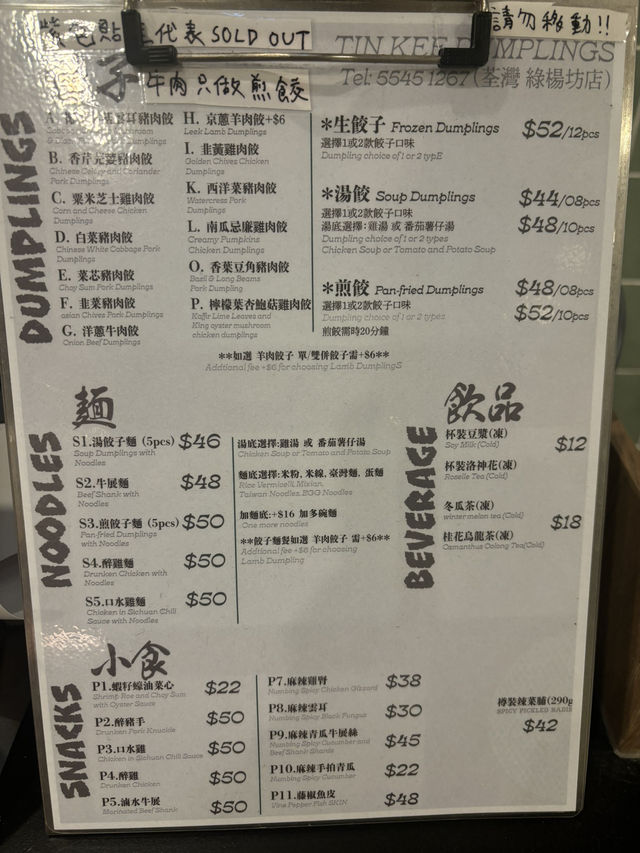 代表 SOLD OUT
請勿移動!!
TIN KEE DUMPLINGS
牛肉只做煎餃
Tel: 5545 1267 (荃灣 綠楊坊店)
DUMPLINGS
B. 香芹芫荽豬肉餃
Chinese Celery and Coriander
Pork Dumplings
C. 粟米芝士雞肉餃
Corn and Cheese Chicken
Dumplings
D. 白菜豬肉餃
Chinese White Cabbage Pork
Dumplings
E. 菜芯豬肉餃
Choy Sum Pork Dumplings
F. 韭菜豬肉餃
asian Chives Pork Dumplings
G. 洋蔥牛肉餃
Onion Beef Dumplings
H. 京蔥羊肉餃+$6
Leek Lamb Dumplings
I. 韭黃雞肉餃
Golden Chives Chicken
Dumplings
K. 西洋菜豬肉餃
Watercress Pork
Dumplings
L. 南瓜忌廉雞肉餃
Creamy Pumpkins
Chicken Dumplings
O. 香葉豆角豬肉餃
Basil & Long Beans
Pork Dumpling
P. 檸檬葉杏鮑菇雞肉餃
Kaffir Lime Leaves and
King oyster mushroom
chicken dumplings
*生餃子 Frozen Dumplings $52/12pcs
選擇1或2款餃子口味
Dumpling choice of 1 or 2 typE
*湯餃 Soup Dumplings $44/08pcs
選擇1或2款餃子口味
湯底選擇:雞湯 或 番茄薯仔湯 $48/10pcs
Dumpling choice of 1 or 2 types
Chicken Soup or Tomato and Potato Soup
*煎餃 Pan-fried Dumplings $48/08pcs
選擇1或2款餃子口味
Dumpling choice of 1 or 2 types $52/10pcs
煎餃需時20分鐘
**如選 羊肉餃子 單/雙併餃子需+$6**
Addtional fee +$6 for choosing Lamb DumplingS
麵
NOODLES
S1.湯餃子麵 (5pcs) $46
Soup Dumplings with
Noodles
S2.牛展麵 $48
Beef Shank with
Noodles
S3.煎餃子麵 (5pcs) $50
Pan-fried Dumplings
with Noodles
S4.醉雞麵 $50
Drunken Chicken with
Noodles
S5.口水雞麵 $50
Chicken in Sichuan Chili
Sauce with Noodles
湯底選擇:雞湯 或 番茄薯仔湯
Chicken Soup or Tomato and Potato Soup
麵底選擇:米粉, 米線, 臺灣麵, 蛋麵
Rice Vermicelli, Mixian,
Taiwan Noodles, EGG Noodles
加麵底:+$16 加多碗麵
One more noodles
**餃子麵如選 羊肉餃子 需+$6**
Addtional fee +$6 for choosing
Lamb Dumpling
飲品
BEVERAGE
杯裝豆漿(凍) $12
Soy Milk (Cold)
杯裝洛神花(凍)
Roselle Tea (Cold)
冬瓜茶(凍)
winter melon tea (Cold)
$18
桂花烏龍茶(凍)
Osmanthus Oolong Tea(Cold)
小食
SNACKS
P1.蝦籽蠔油菜心 $22
Shrimp Roe and Choy Sum
with Oyster Sauce
P2.醉豬手 $50
Drunken Pork Knuckle
P3.口水雞 $50
Chicken in Sichuan Chili Sauce
P4.醉雞 $50
Drunken Chicken
P5.滷水牛展 $50
Marinated Beef Shank
P7.麻辣雞腎 $38
Numbing Spicy Chicken Gizzard
P8.麻辣雲耳 $30
Numbing Spicy Black Fungus
P9.麻辣青瓜牛展絲 $45
Numbing Spicy Cucumber and
Beef Shank Shards
P10.麻辣手拍青瓜 $22
Numbing Spicy Cucumber
P11.藤椒魚皮 $48
Vine Pepper Fish SKIN
樽裝辣菜脯(290g
SPICY PICKLED RADIS
$42